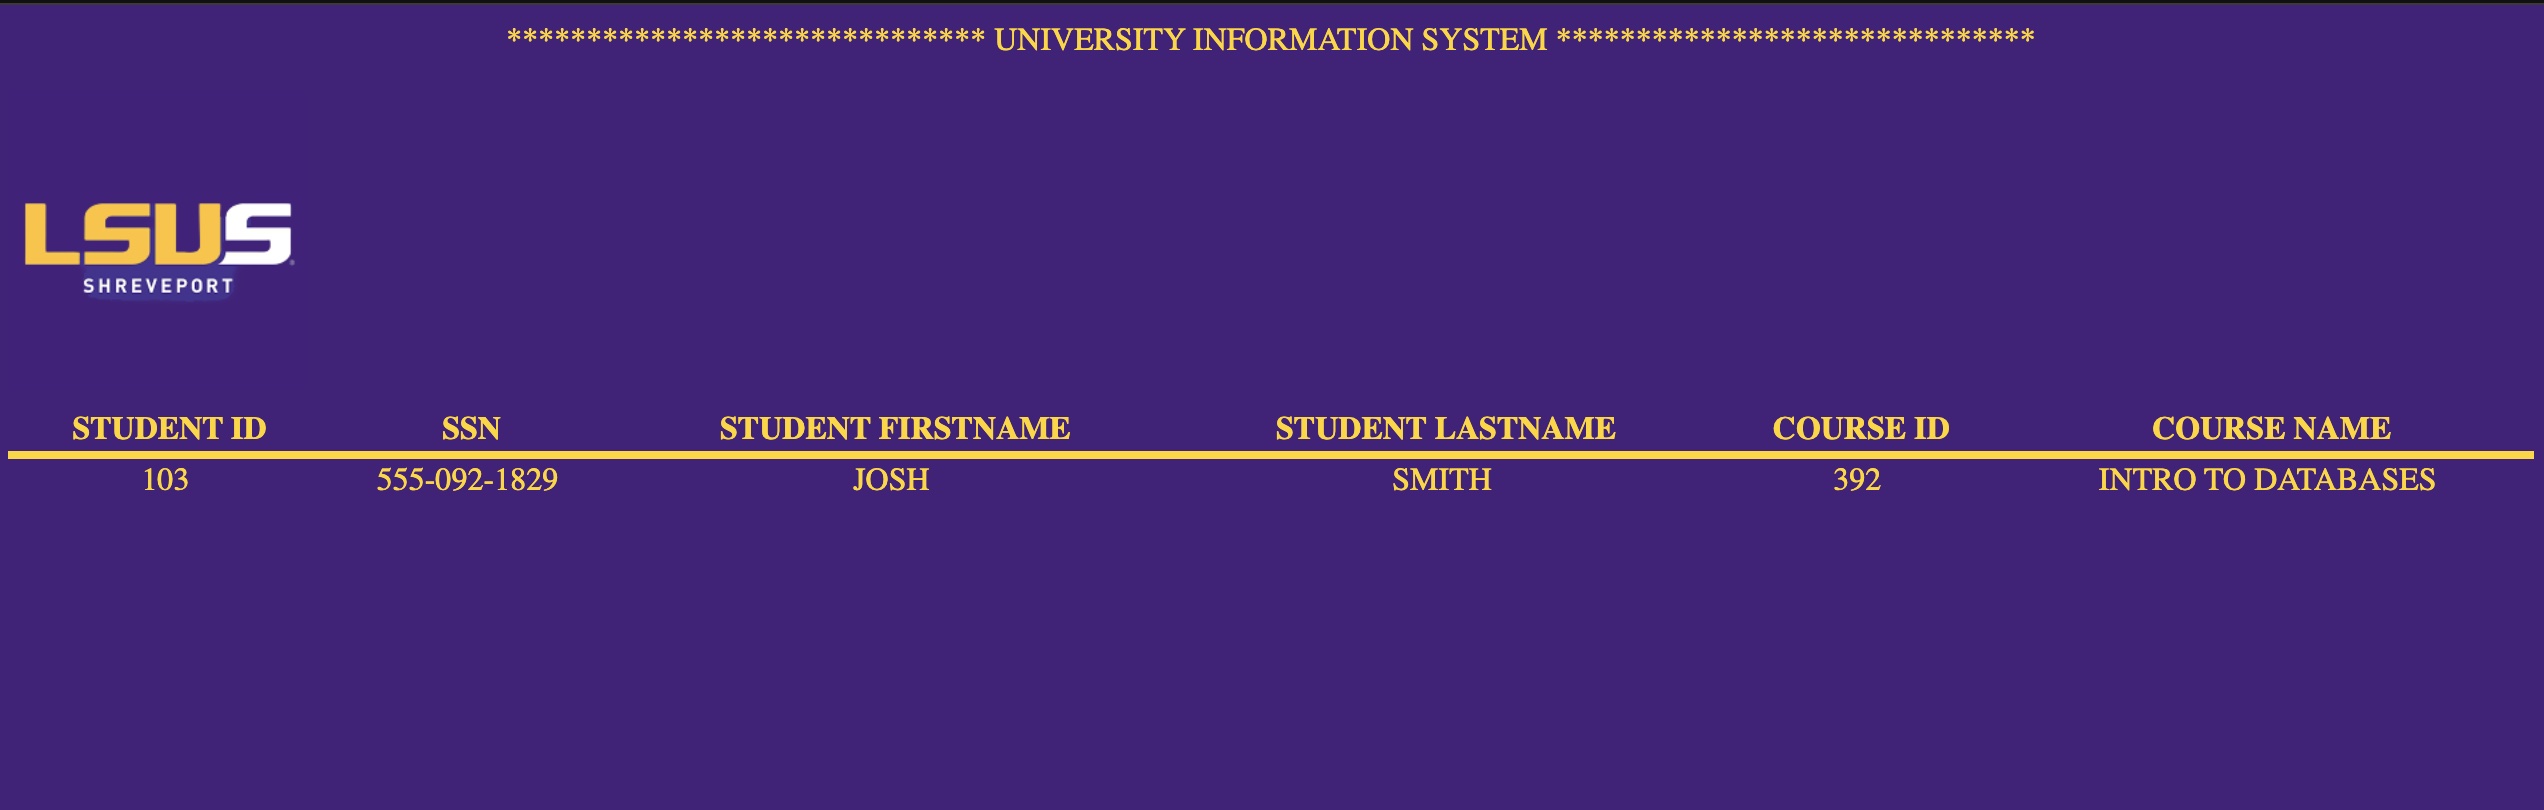 ****************************** UNIVERSITY INFORMATION SYSTEM ******************************
LSUS
SHREVEPORT
STUDENT ID SSN STUDENT FIRSTNAME STUDENT LASTNAME COURSE ID COURSE NAME
103 555-092-1829 JOSH SMITH 392 INTRO TO DATABASES